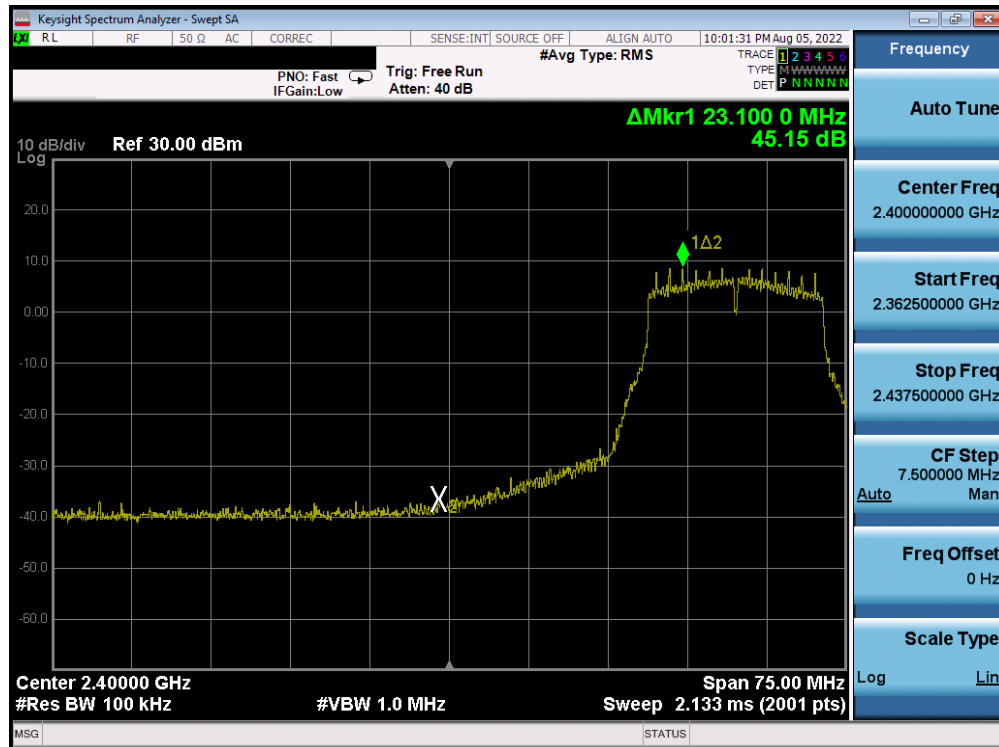 Keysight Spectrum Analyzer - Swept SA
LXI RL RF 50 Ω AC CORREC SENSE:INT SOURCE OFF ALIGN AUTO 10:01:31 PM Aug 05, 2022
#Avg Type: RMS TRACE 1 2 3 4 5 6
PNO: Fast Trig: Free Run TYPE M WWWWW
IFGain:Low Atten: 40 dB DET P N N N N N
ΔMkr1 23.100 0 MHz
45.15 dB
10 dB/div Ref 30.00 dBm
Log
20.0
10.0
0.00
-10.0
-20.0
-30.0
-40.0
-50.0
-60.0
1Δ2
X2
Center 2.40000 GHz Span 75.00 MHz
#Res BW 100 kHz #VBW 1.0 MHz Sweep 2.133 ms (2001 pts)
MSG STATUS
Frequency
Auto Tune
Center Freq
2.400000000 GHz
Start Freq
2.362500000 GHz
Stop Freq
2.437500000 GHz
CF Step
7.500000 MHz
Auto Man
Freq Offset
0 Hz
Scale Type
Log Lin